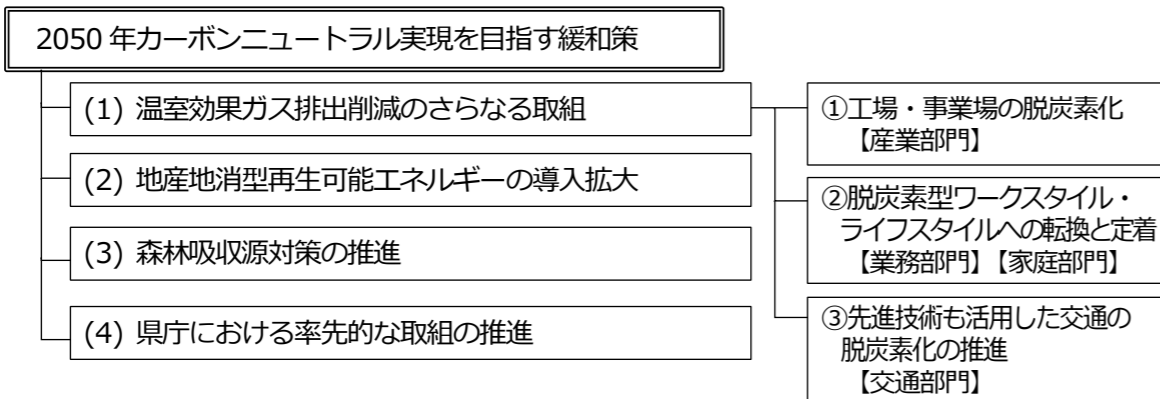 2050 年カーボンニュートラル実現を目指す緩和策
(1) 温室効果ガス排出削減のさらなる取組
(2) 地産地消型再生可能エネルギーの導入拡大
(3) 森林吸収源対策の推進
(4) 県庁における率先的な取組の推進
①工場・事業場の脱炭素化
【産業部門】
②脱炭素型ワークスタイル・
ライフスタイルへの転換と定着
【業務部門】【家庭部門】
③先進技術も活用した交通の
脱炭素化の推進
【交通部門】